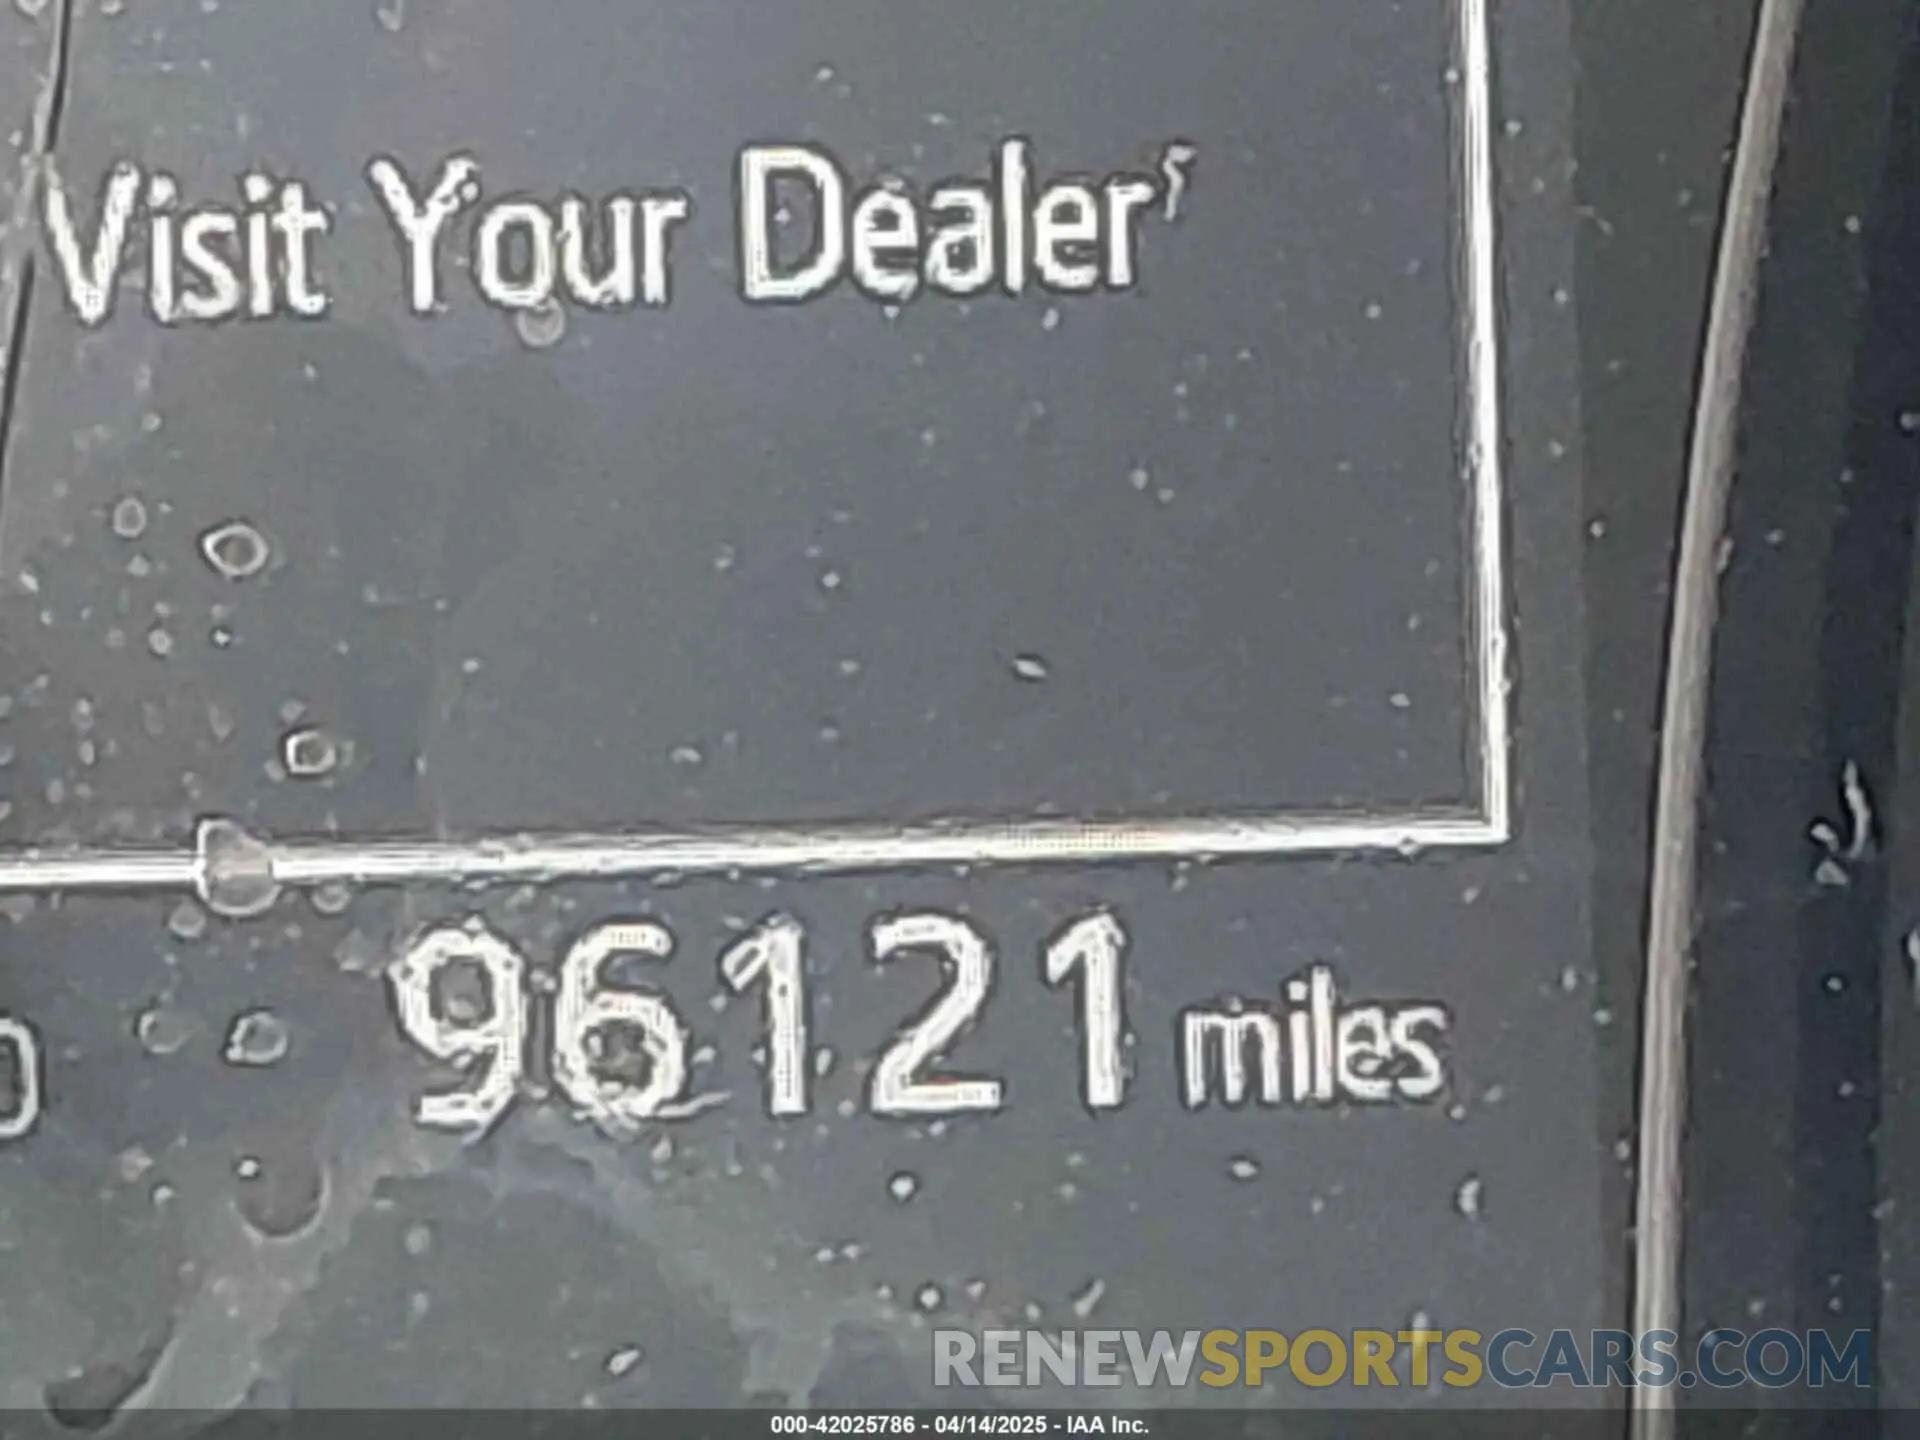 Visit Your Dealer
96121 miles
RENEWSPORTSCARS.COM
000-42025786 - 04/14/2025 - IAA Inc.